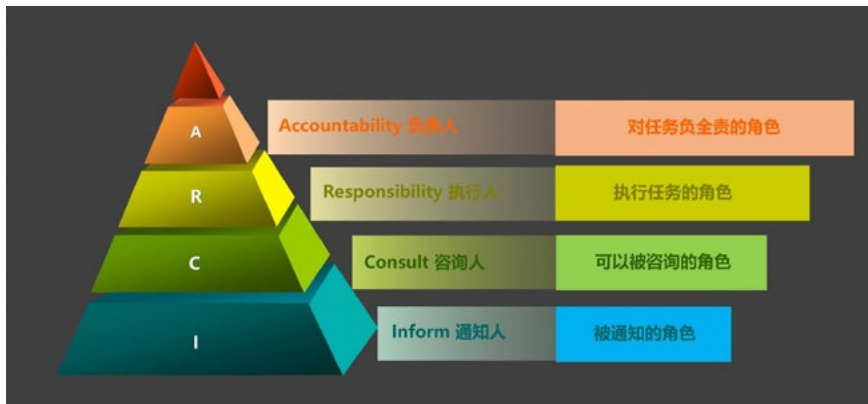 A
Accountability 负责人
对任务负全责的角色
R
Responsibility 执行人
执行任务的角色
C
Consult 咨询人
可以被咨询的角色
I
Inform 通知人
被通知的角色